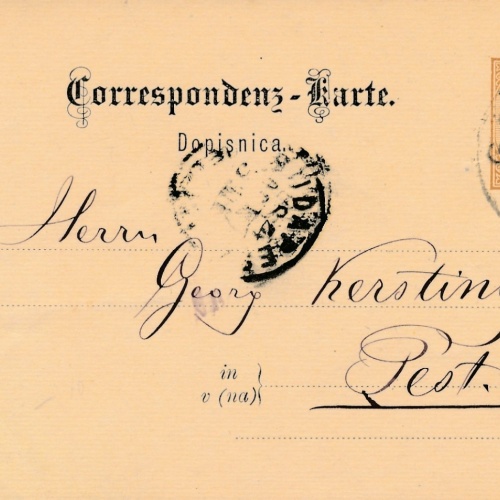 Correspondenz-Karte.
Dopisnica.
Herrn
Georg Kerstin
in
Pest.
v (na)